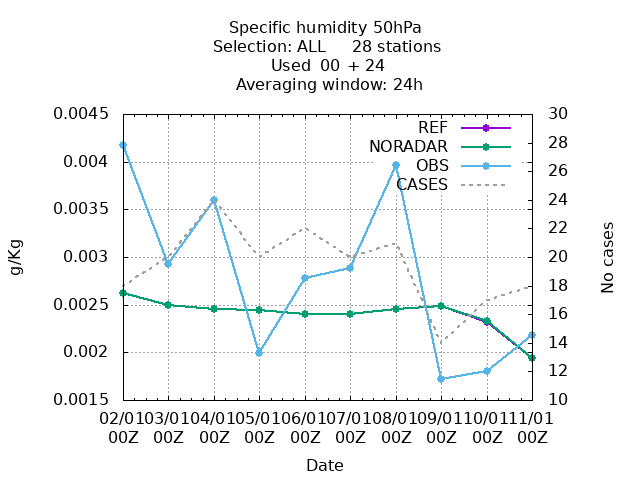 Specific humidity 50hPa
Selection: ALL 28 stations
Used 00 + 24
Averaging window: 24h
0.0045
0.004
0.0035
0.003
0.0025
0.002
0.0015
g/Kg
30
28
26
24
22
20
18
16
14
12
10
No cases
REF
NORADAR
OBS
CASES
02/01 03/01 04/01 05/01 06/01 07/01 08/01 09/01 10/01 11/01
00Z 00Z 00Z 00Z 00Z 00Z 00Z 00Z 00Z 00Z
Date